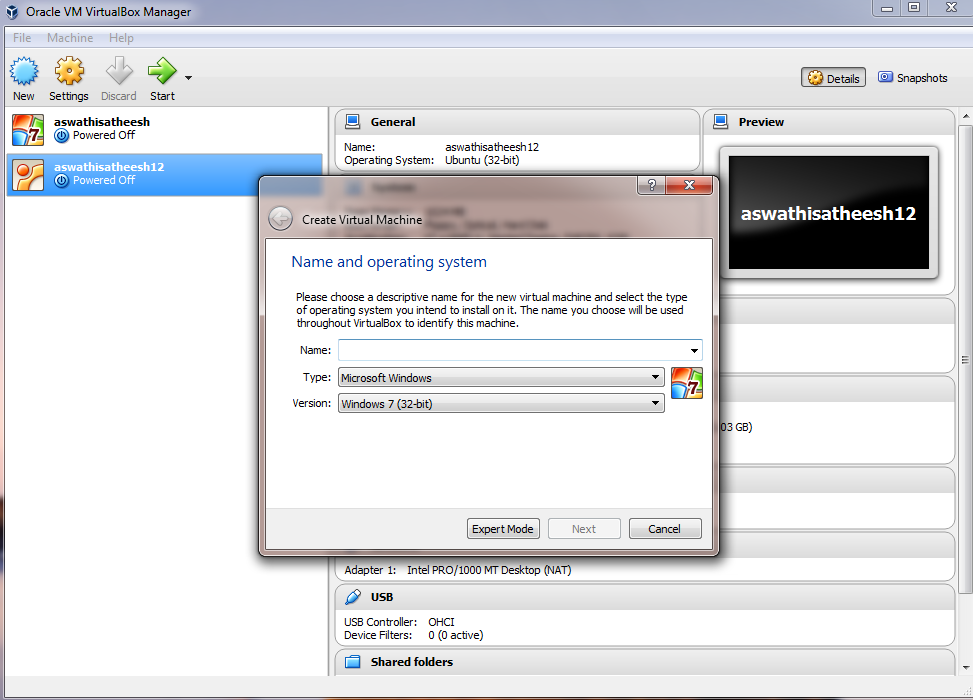 Oracle VM VirtualBox Manager
File Machine Help
New Settings Discard Start Details Snapshots
aswathisatheesh
Powered Off
aswathisatheesh12
Powered Off
General
Name: aswathisatheesh12
Operating System: Ubuntu (32-bit)
Preview
aswathisatheesh12
Create Virtual Machine
Name and operating system
Please choose a descriptive name for the new virtual machine and select the type
of operating system you intend to install on it. The name you choose will be used
throughout VirtualBox to identify this machine.
Name:
Type: Microsoft Windows
Version: Windows 7 (32-bit)
7
03 GB)
Expert Mode Next Cancel
Adapter 1: Intel PRO/1000 MT Desktop (NAT)
USB
USB Controller: OHCI
Device Filters: 0 (0 active)
Shared folders